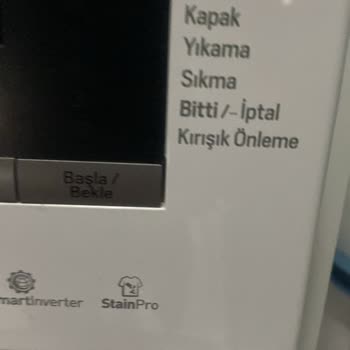 Kapak
Yıkama
Sıkma
Bitti /- İptal
Kırışık Önleme
Başla /
Bekle
martinverter StainPro